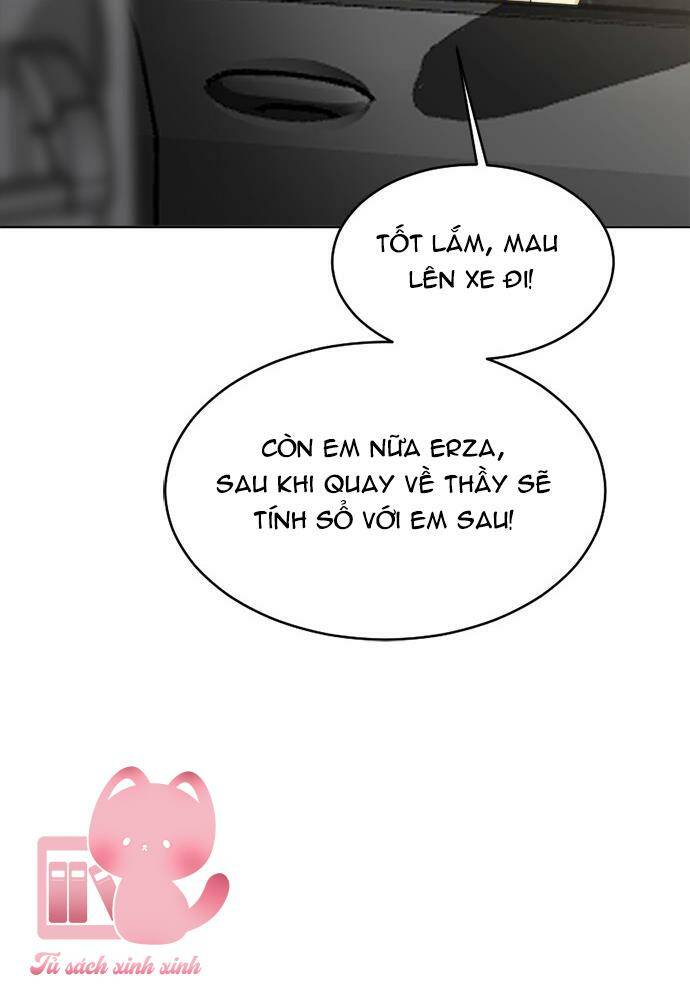 TỐT LẮM, MAU
LÊN XE ĐI!
CÒN EM NỮA ERZA,
SAU KHI QUAY VỀ THẦY SẼ
TÍNH SỔ VỚI EM SAU!
Tủ sách xinh xinh